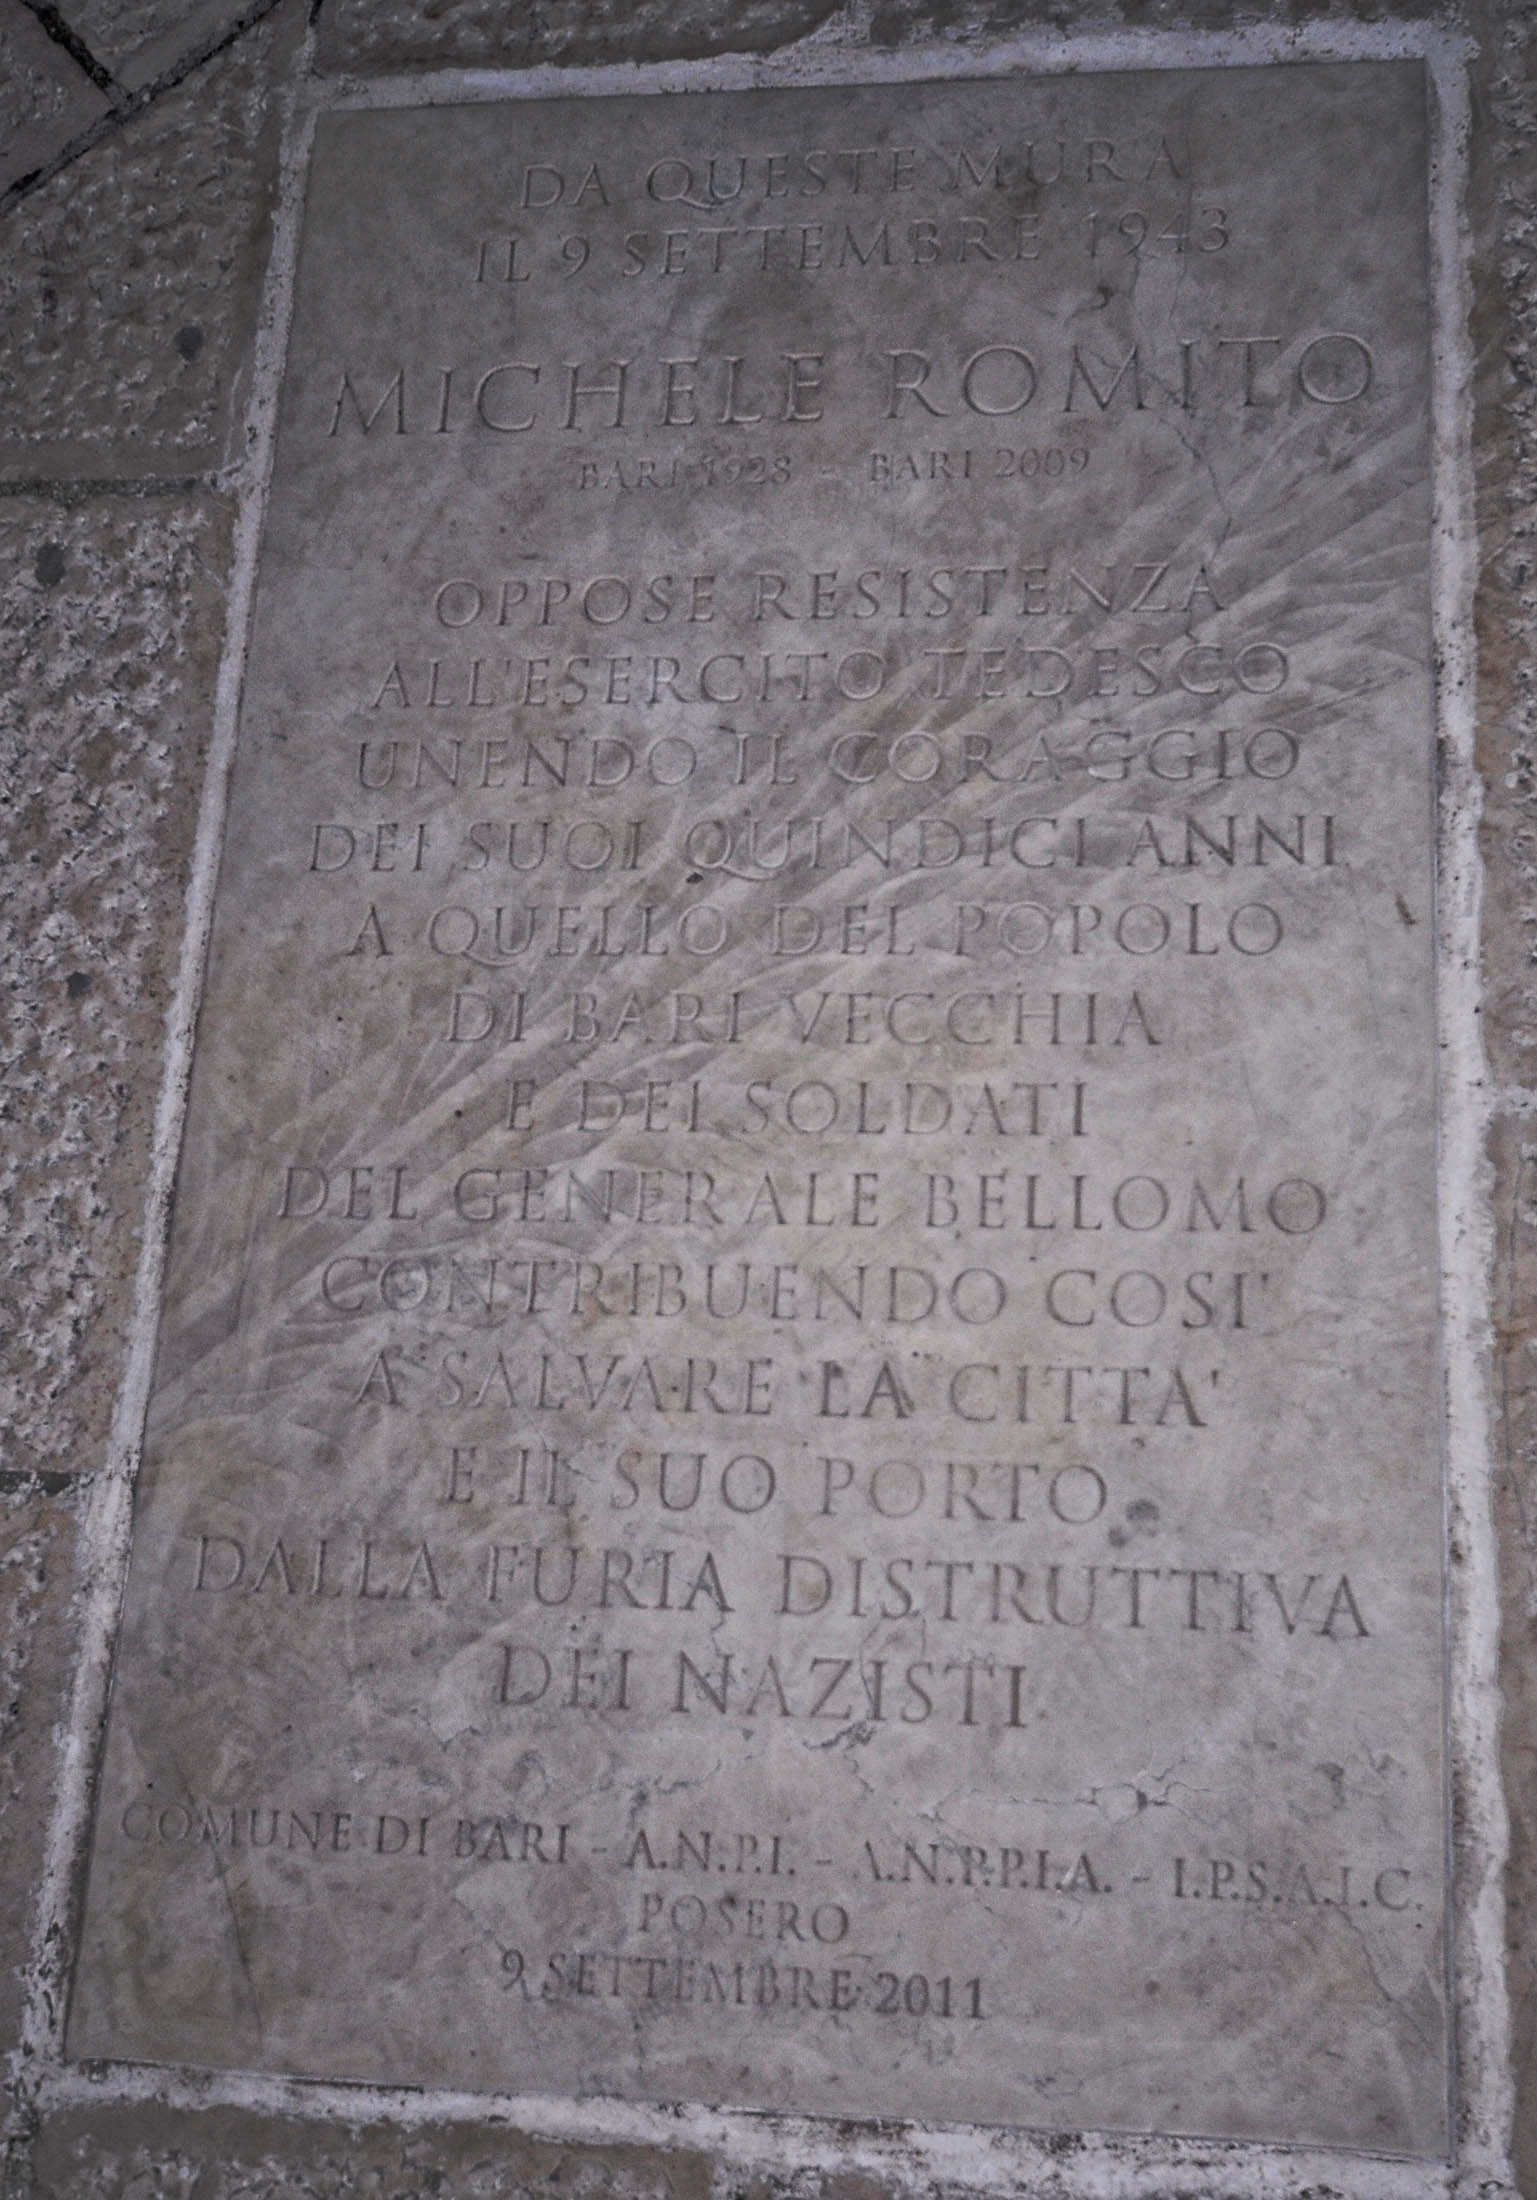 DA QUESTE MURA
IL 9 SETTEMBRE 1943
MICHELE ROMITO
BARI 1928 - BARI 2009
OPPOSE RESISTENZA
ALL'ESERCITO TEDESCO
UNENDO IL CORAGGIO
DEI SUOI QUINDICI ANNI
A QUELLO DEL POPOLO
DI BARI VECCHIA
E DEI SOLDATI
DEL GENERALE BELLOMO
CONTRIBUENDO COSI'
A SALVARE LA CITTA'
E IL SUO PORTO
DALLA FURIA DISTRUTTIVA
DEI NAZISTI
COMUNE DI BARI - A.N.P.I. - A.N.P.P.I.A. - I.P.S.A.I.C.
POSERO
9 SETTEMBRE 2011